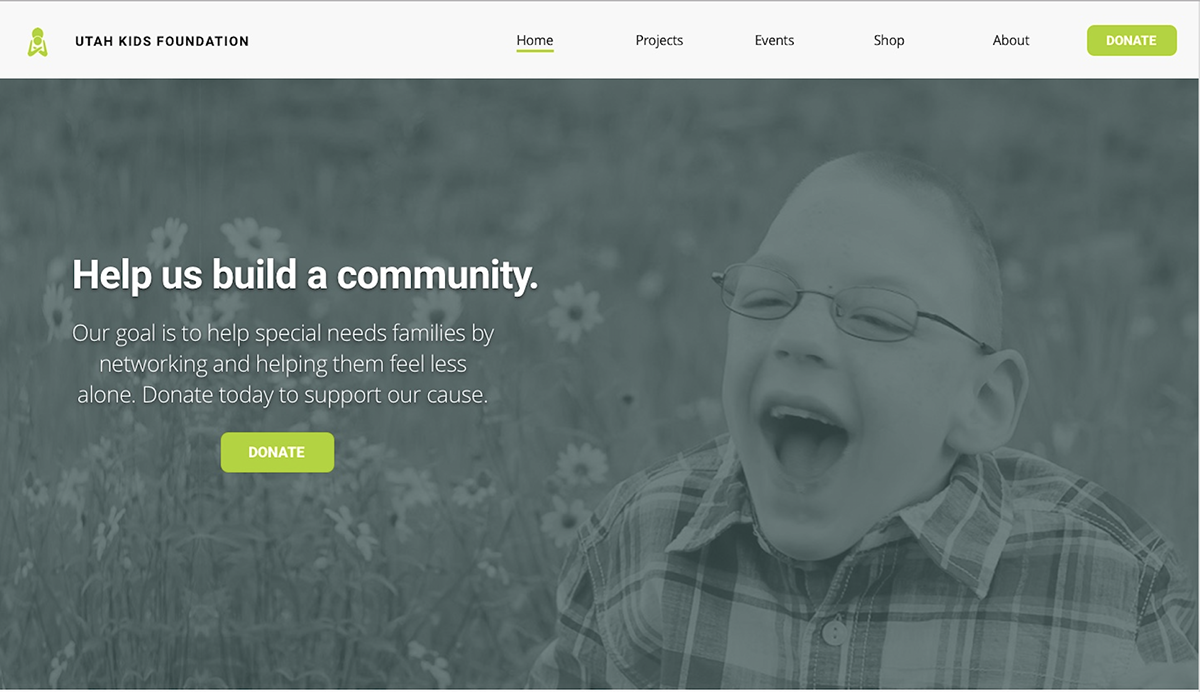 UTAH KIDS FOUNDATION
Home
Projects
Events
Shop
About
DONATE
Help us build a community.
Our goal is to help special needs families by
networking and helping them feel less
alone. Donate today to support our cause.
DONATE